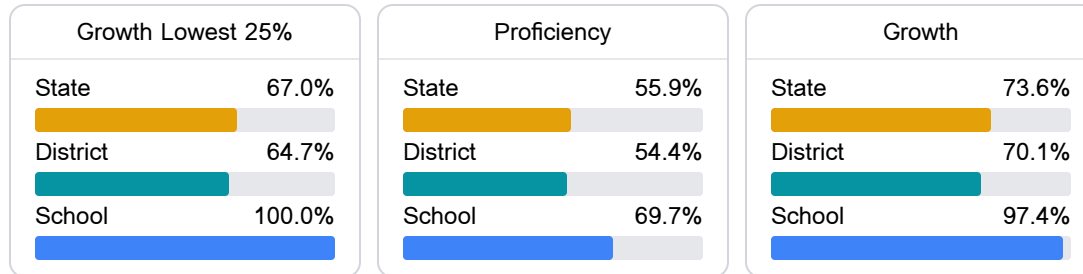 Growth Lowest 25%
State 67.0%
District 64.7%
School 100.0%
Proficiency
State 55.9%
District 54.4%
School 69.7%
Growth
State 73.6%
District 70.1%
School 97.4%